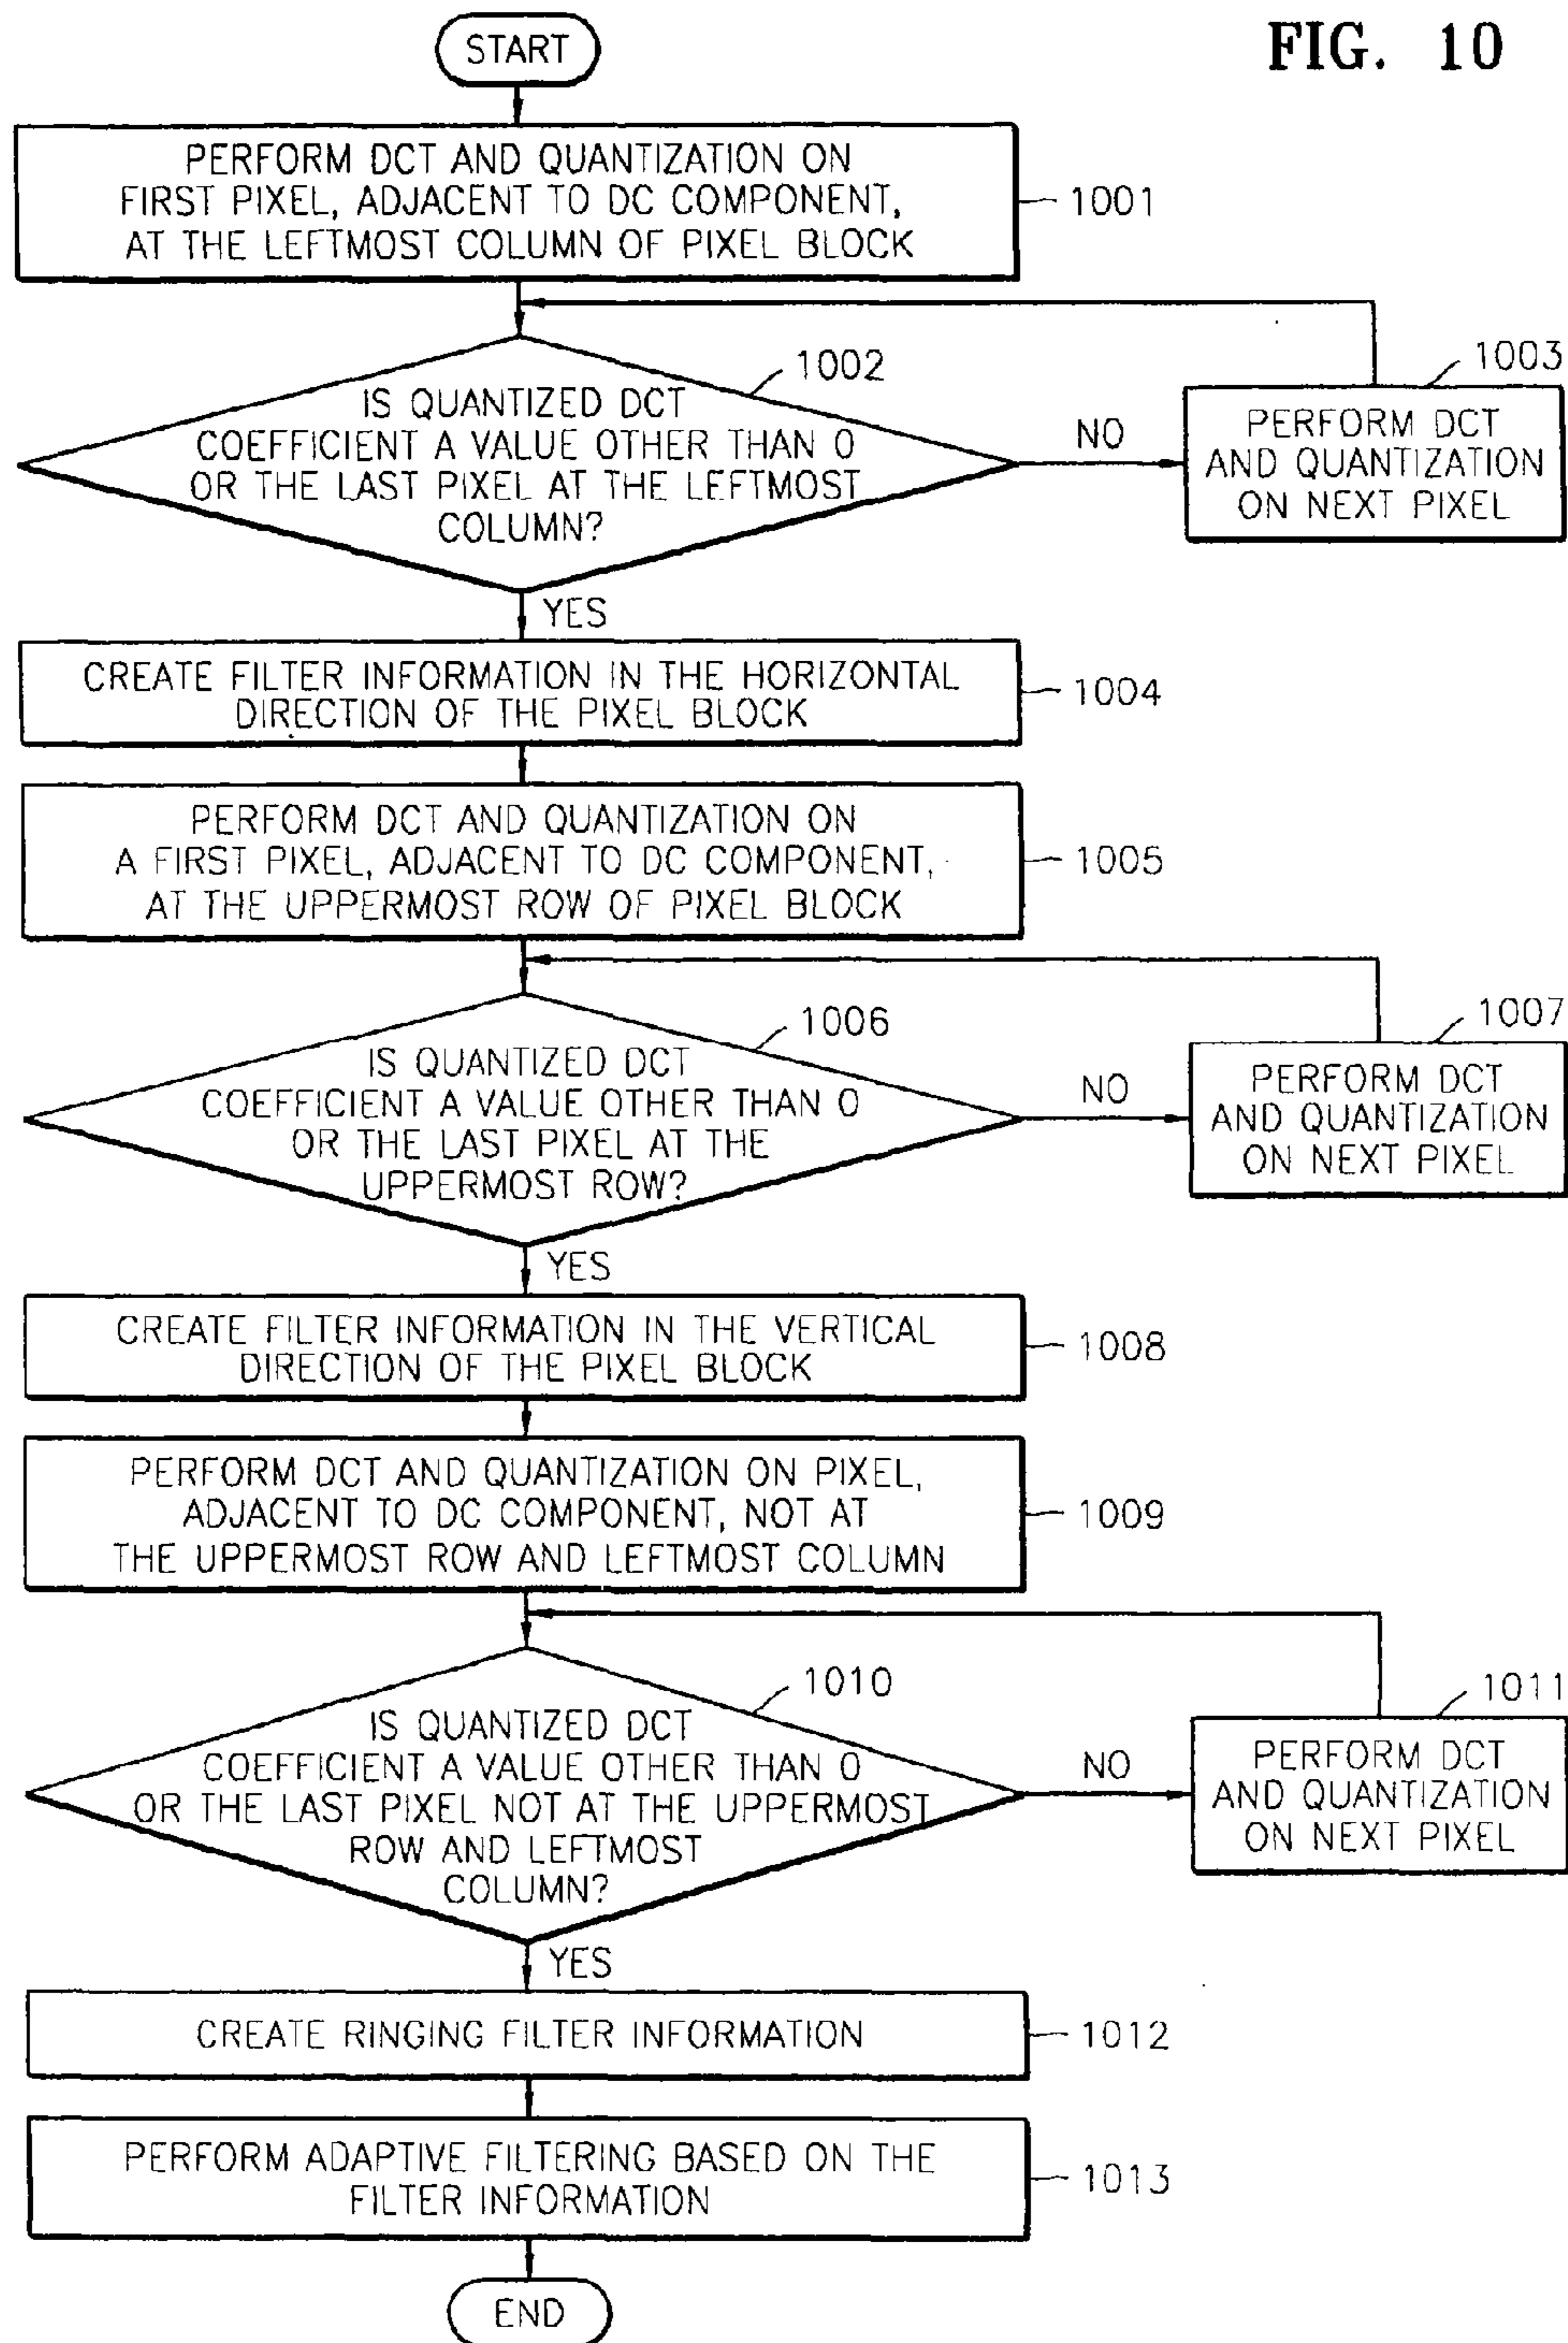 FIG. 10
START
PERFORM DCT AND QUANTIZATION ON
FIRST PIXEL, ADJACENT TO DC COMPONENT,
AT THE LEFTMOST COLUMN OF PIXEL BLOCK
1001
1002
IS QUANTIZED DCT
COEFFICIENT A VALUE OTHER THAN 0
OR THE LAST PIXEL AT THE LEFTMOST
COLUMN?
NO
1003
PERFORM DCT
AND QUANTIZATION
ON NEXT PIXEL
YES
CREATE FILTER INFORMATION IN THE HORIZONTAL
DIRECTION OF THE PIXEL BLOCK
1004
PERFORM DCT AND QUANTIZATION ON
A FIRST PIXEL, ADJACENT TO DC COMPONENT,
AT THE UPPERMOST ROW OF PIXEL BLOCK
1005
1006
IS QUANTIZED DCT
COEFFICIENT A VALUE OTHER THAN 0
OR THE LAST PIXEL AT THE
UPPERMOST ROW?
NO
1007
PERFORM DCT
AND QUANTIZATION
ON NEXT PIXEL
YES
CREATE FILTER INFORMATION IN THE VERTICAL
DIRECTION OF THE PIXEL BLOCK
1008
PERFORM DCT AND QUANTIZATION ON PIXEL,
ADJACENT TO DC COMPONENT, NOT AT
THE UPPERMOST ROW AND LEFTMOST COLUMN
1009
1010
IS QUANTIZED DCT
COEFFICIENT A VALUE OTHER THAN 0
OR THE LAST PIXEL NOT AT THE UPPERMOST
ROW AND LEFTMOST
COLUMN?
NO
1011
PERFORM DCT
AND QUANTIZATION
ON NEXT PIXEL
YES
CREATE RINGING FILTER INFORMATION
1012
PERFORM ADAPTIVE FILTERING BASED ON THE
FILTER INFORMATION
1013
END